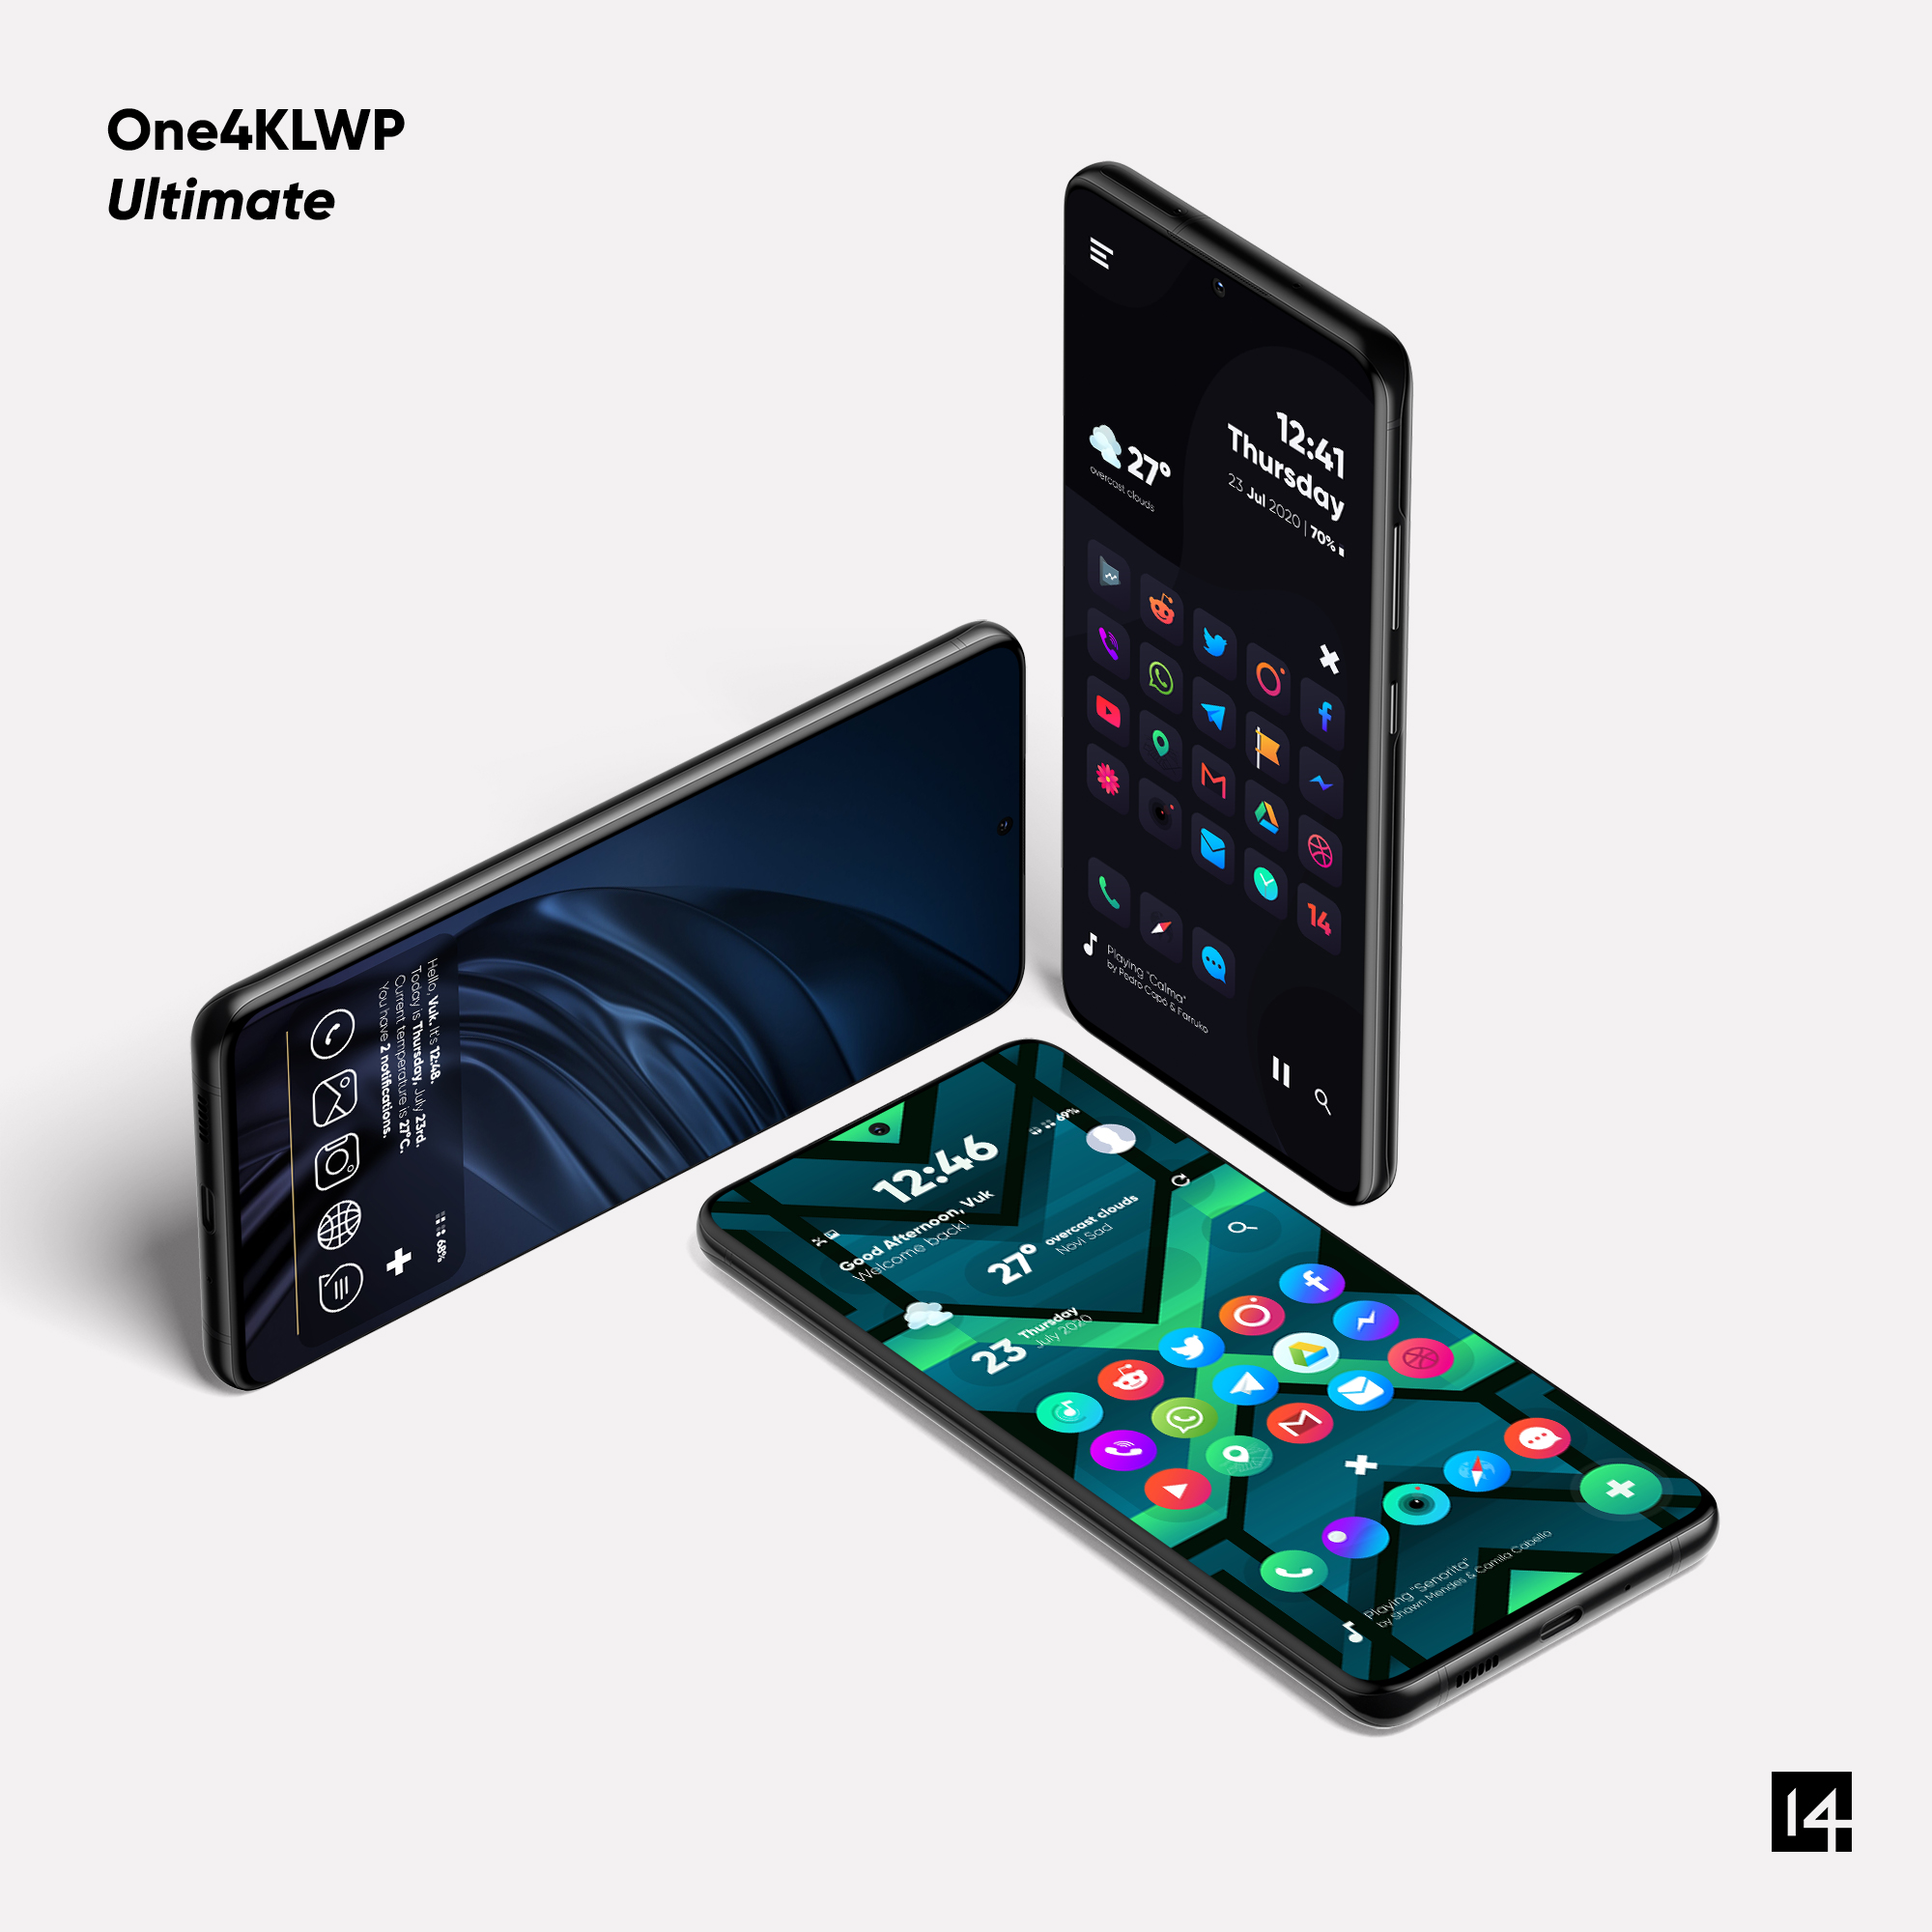 One4KLWP
Ultimate
12:41
Thursday
23 Jul 2020 | 70%
27°
overcast clouds
14
Playing "Calma"
by Pedro Capó & Farruko
Hello, Vuk. It's 12:48.
Today is Thursday, July 23rd.
Current temperature is 27°C.
You have 2 notifications.
68%
69%
12:46
Good Afternoon, Vuk
Welcome back!
27° overcast clouds
Novi Sad
23 Thursday
July 2020
Playing "Senorita"
by Shawn Mendes & Camila Cabello
14